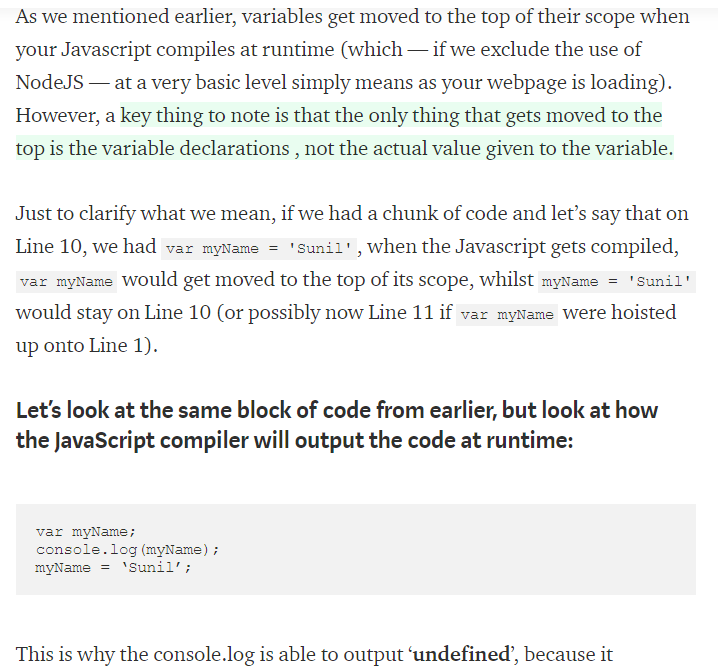 As we mentioned earlier, variables get moved to the top of their scope when
your Javascript compiles at runtime (which — if we exclude the use of
NodeJS — at a very basic level simply means as your webpage is loading).
However, a key thing to note is that the only thing that gets moved to the
top is the variable declarations , not the actual value given to the variable.
Just to clarify what we mean, if we had a chunk of code and let’s say that on
Line 10, we had var myName = 'Sunil' , when the Javascript gets compiled,
var myName would get moved to the top of its scope, whilst myName = 'Sunil'
would stay on Line 10 (or possibly now Line 11 if var myName were hoisted
up onto Line 1).
Let’s look at the same block of code from earlier, but look at how
the JavaScript compiler will output the code at runtime:
var myName;
console.log(myName);
myName = ‘Sunil’;
This is why the console.log is able to output ‘undefined’, because it